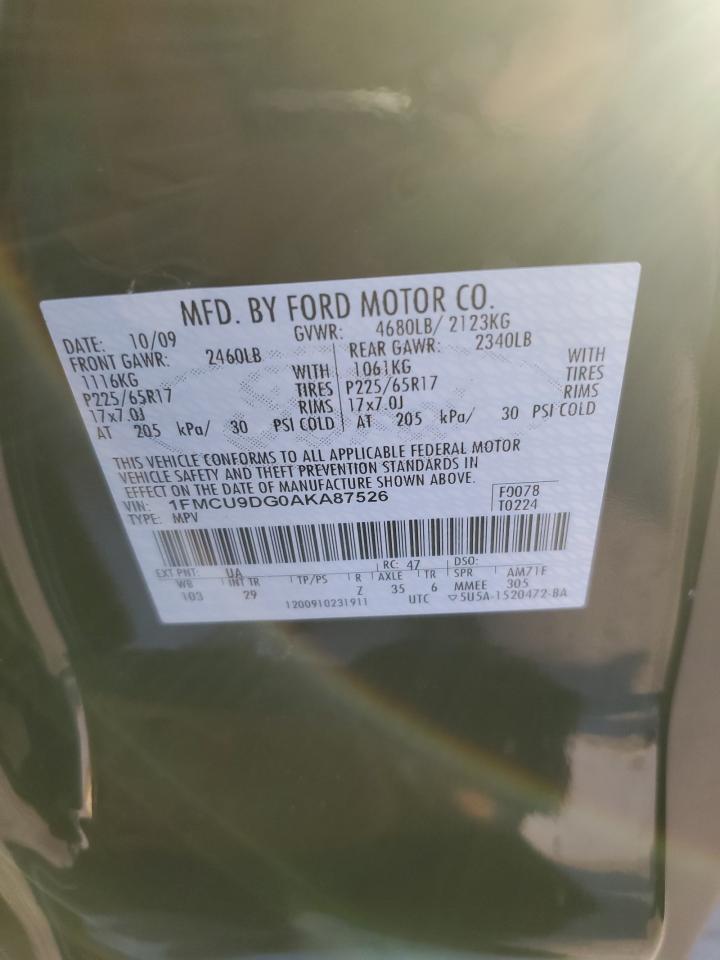 MFD. BY FORD MOTOR CO.
DATE: 10/09 GVWR: 4680LB/ 2123KG
FRONT GAWR: 2460LB REAR GAWR: 2340LB
1116KG WITH 1061KG WITH
P225/65R17 TIRES P225/65R17 TIRES
17x7.0J RIMS 17x7.0J RIMS
AT 205 kPa/ 30 PSI COLD AT 205 kPa/ 30 PSI COLD
THIS VEHICLE CONFORMS TO ALL APPLICABLE FEDERAL MOTOR
VEHICLE SAFETY AND THEFT PREVENTION STANDARDS IN
EFFECT ON THE DATE OF MANUFACTURE SHOWN ABOVE.
VIN: 1FMCU9DG0AKA87526 F0078
TYPE: MPV T0224
EXT PNT: UA RC: 47 DSO:
WB INT TR TP/PS R AXLE TR SPR AM71F
103 29 Z 35 6 MMEE 305
1200910231911 UTC ▽5U5A-1520472-BA